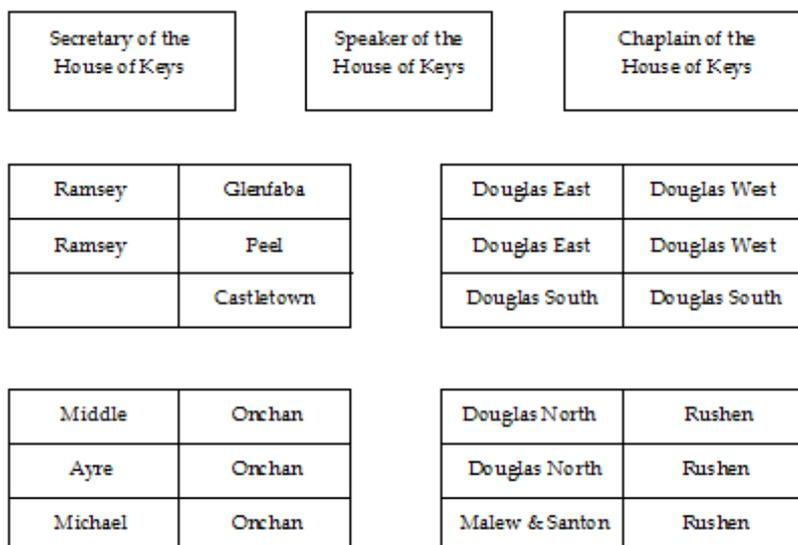 Secretary of the
House of Keys
Speaker of the
House of Keys
Chaplain of the
House of Keys
Ramsey Glenfaba
Ramsey Peel
Castletown
Douglas East Douglas West
Douglas East Douglas West
Douglas South Douglas South
Middle Onchan
Ayre Onchan
Michael Onchan
Douglas North Rushen
Douglas North Rushen
Malew & Santon Rushen